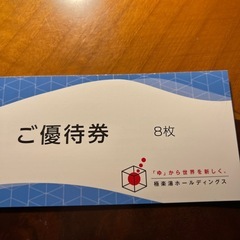 ご優待券
8枚
「ゆ」から世界を新しく。
極楽湯ホールディングス